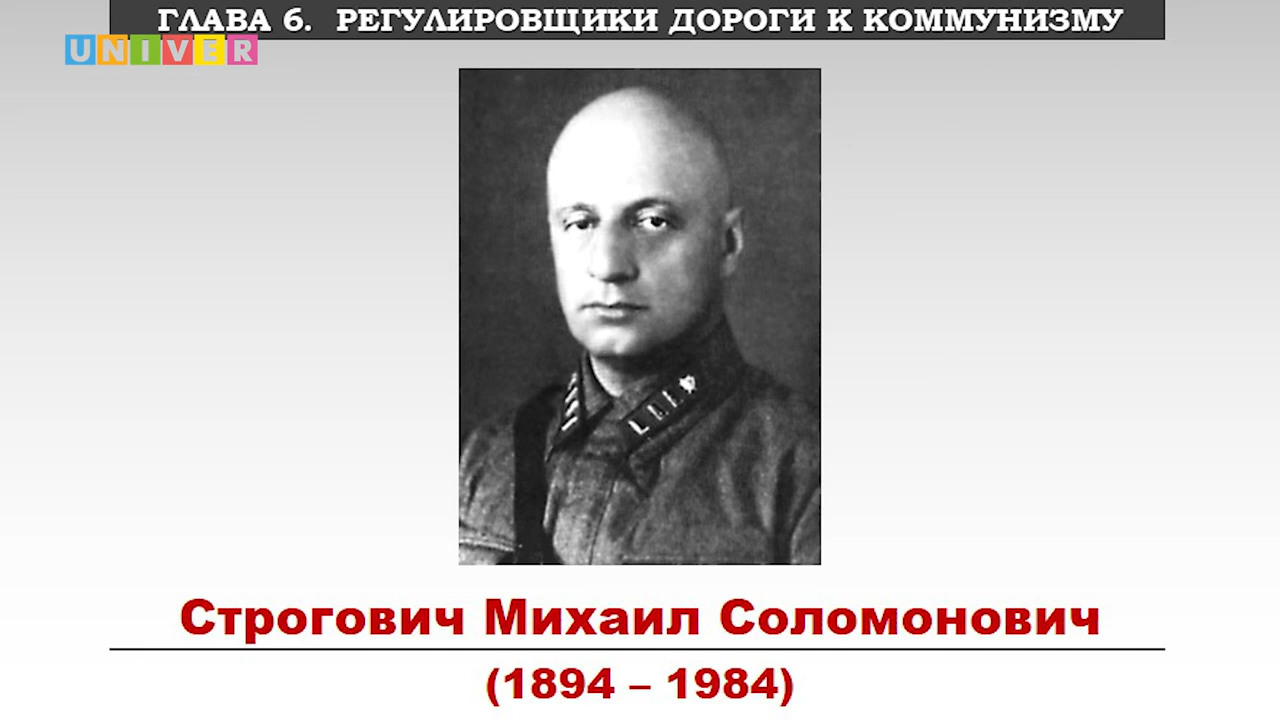 ГЛАВА 6. РЕГУЛИРОВЩИКИ ДОРОГИ К КОММУНИЗМУ
UNIVER
Строгович Михаил Соломонович
(1894 – 1984)